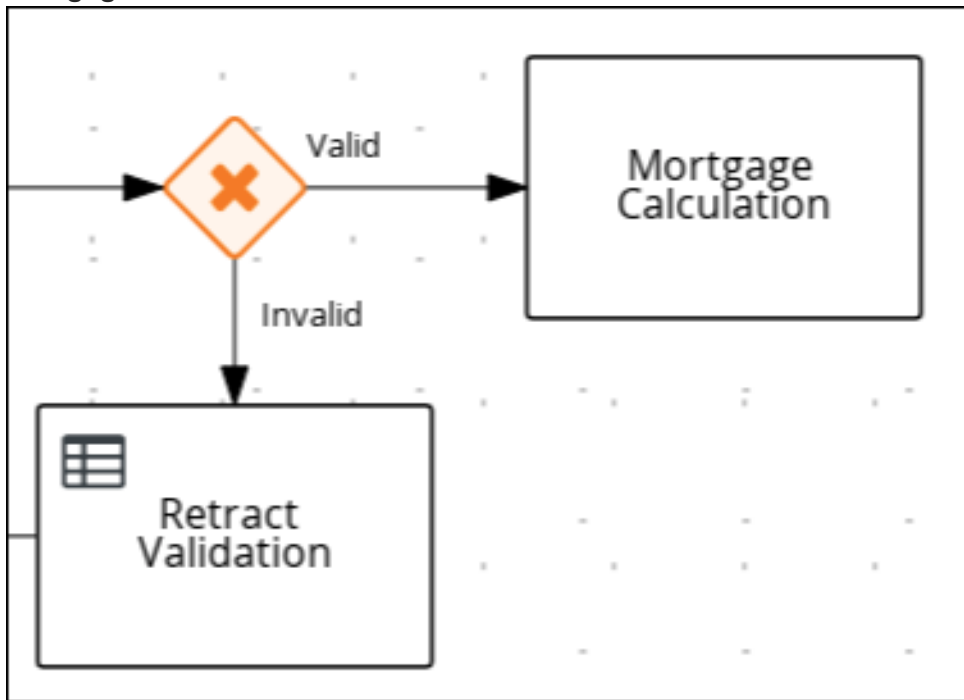 Valid
Mortgage
Calculation
Invalid
Retract
Validation